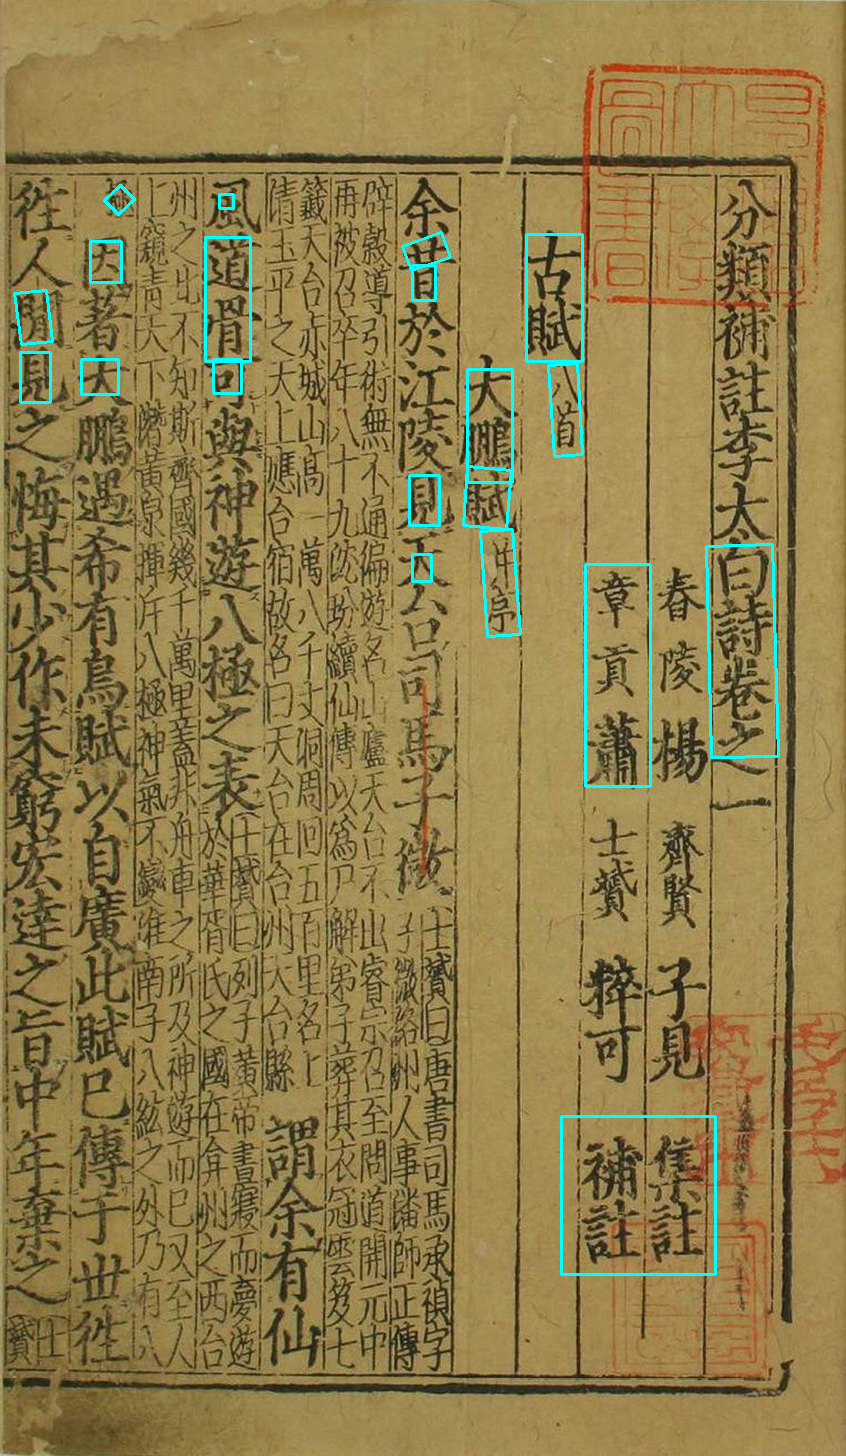 分類補註李太白詩卷之一
春陵楊齊賢子見集註
章貢蕭士贇粹可補註
古賦八首
大鵬賦并序
余昔於江陵見天台司馬子微
士贇曰唐書司馬承禎字
子微洛州人事潘師正傳
辟穀導引術無不通徧遊名山廬天台不出睿宗召至問道開元中
再被召卒年八十九沈玢續仙傳以爲尸解弟子葬其衣冠雲笈七
籤天台赤城山高一萬八千丈洞周回五百里名上
清玉平之天上應台宿故名曰天台在台州天台縣
謂余有仙
風道骨可與神遊八極之表
士贇曰列子黃帝晝寢而夢遊
於華胥氏之國在弇州之西台
州之北不知斯齊國幾千萬里蓋非舟車之所及神遊而已又至人
上窺青天下潛黃泉揮斥八極神氣不變淮南子八紘之外乃有八
極
因著大鵬遇希有鳥賦以自廣此賦已傳于世往
往人間見之悔其少作未窮宏達之旨中年棄之
士
贇